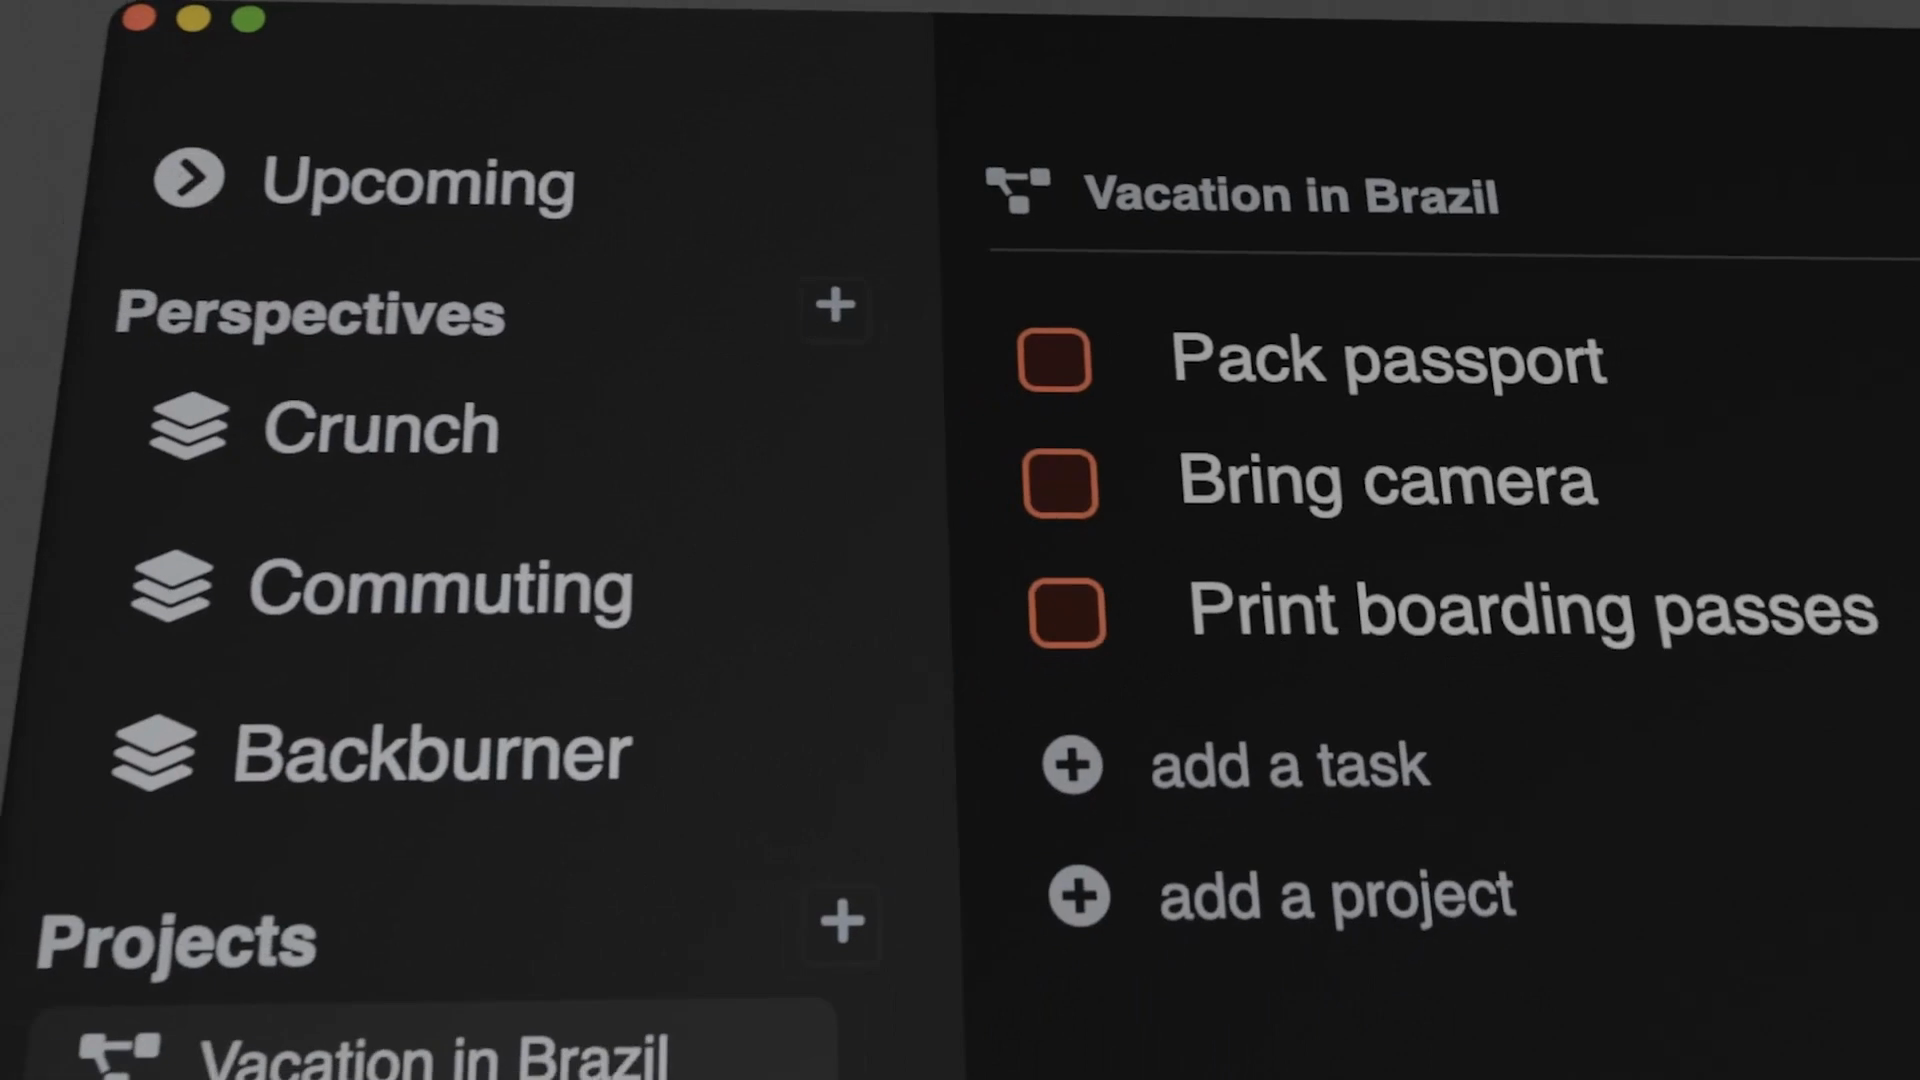 Upcoming
Perspectives
Crunch
Commuting
Backburner
Projects
Vacation in Brazil
Vacation in Brazil
Pack passport
Bring camera
Print boarding passes
add a task
add a project